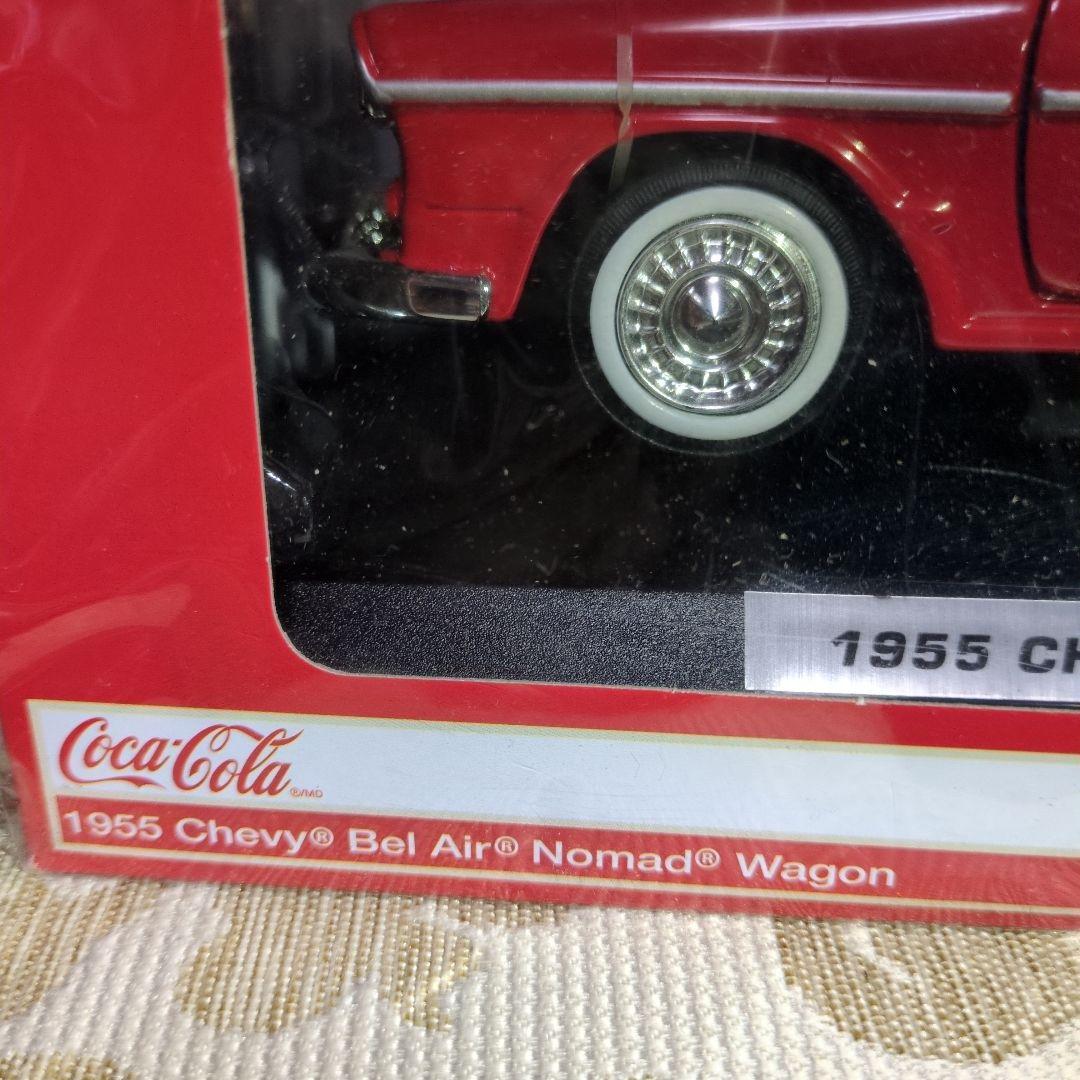 1955 CH
Coca-Cola ®/MD
1955 Chevy® Bel Air® Nomad® Wagon